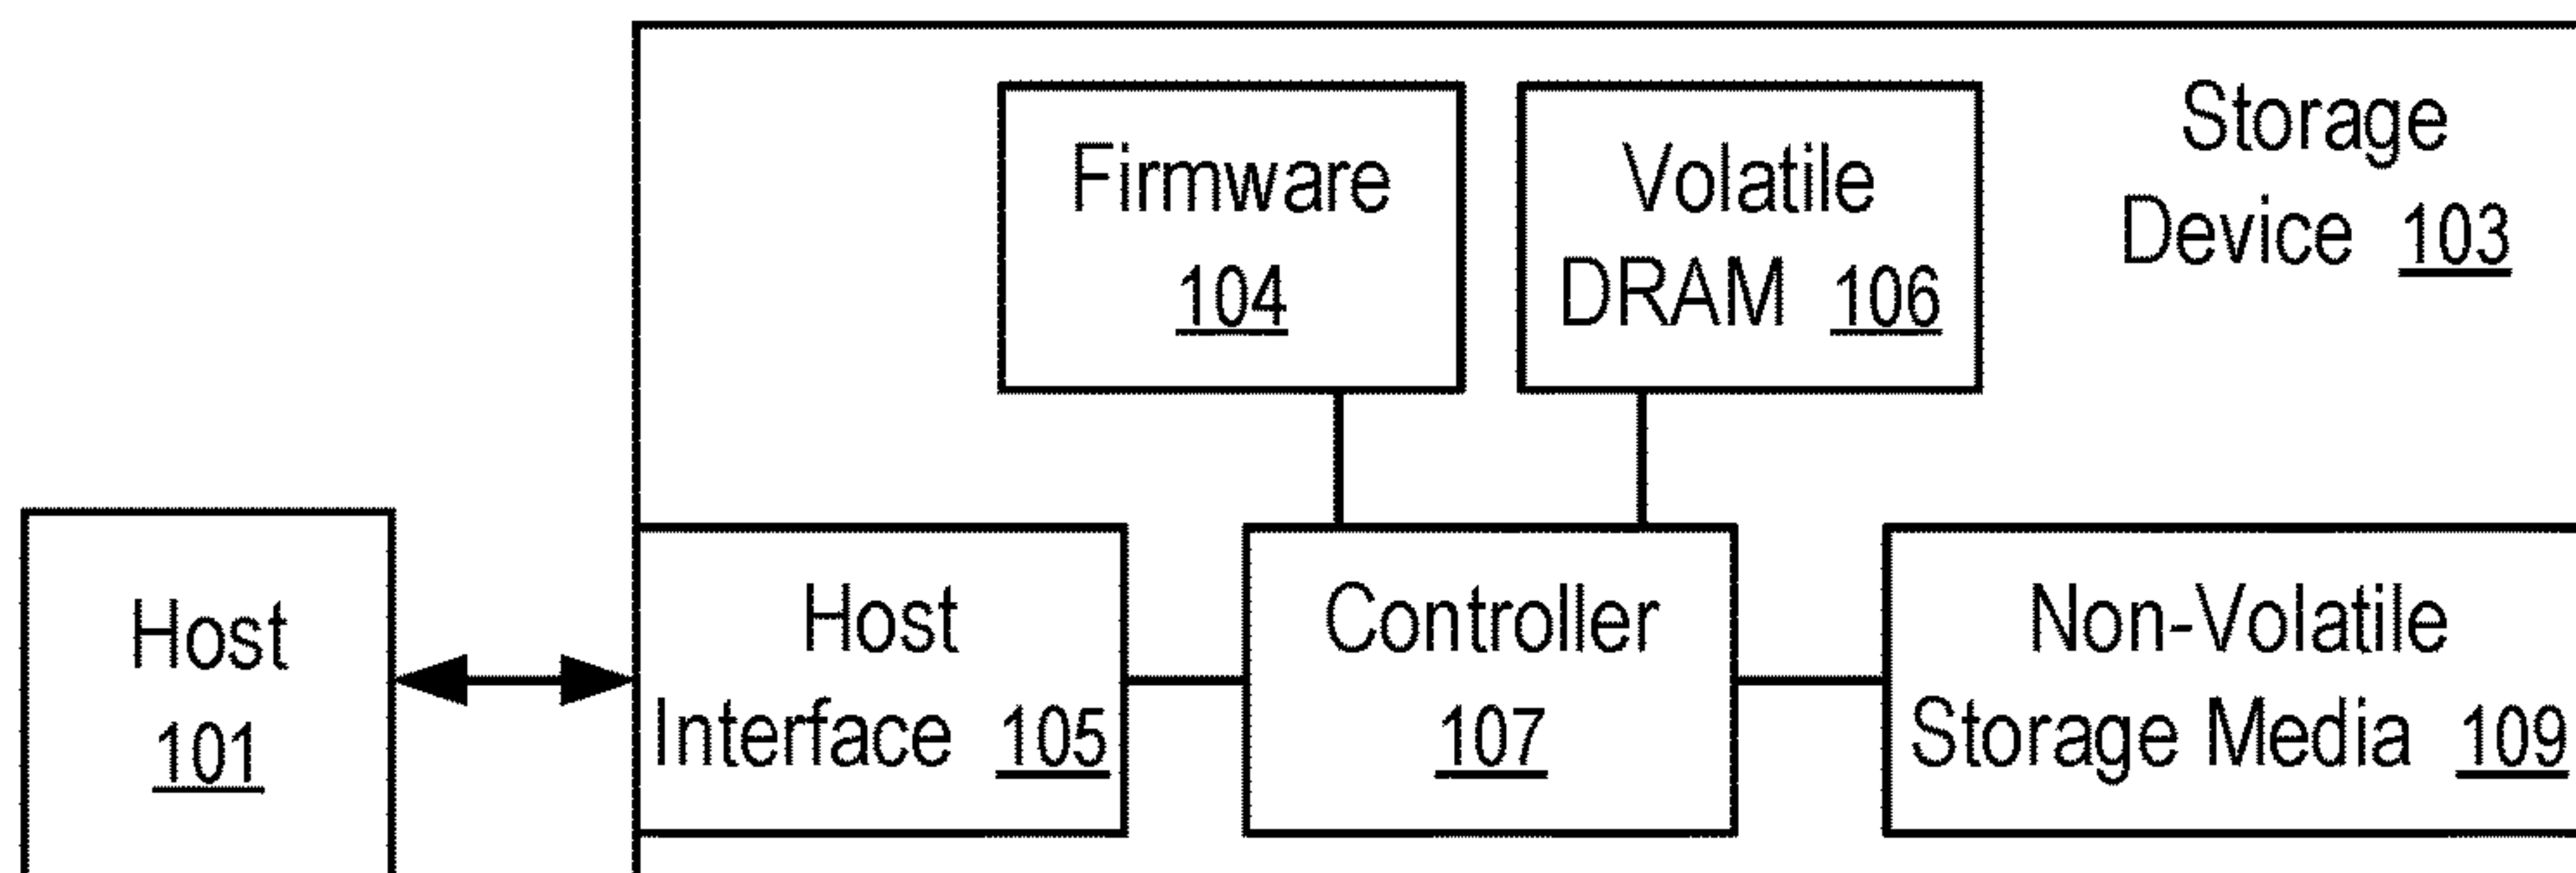 Firmware
104
Volatile
DRAM 106
Storage
Device 103
Host
101
Host
Interface 105
Controller
107
Non-Volatile
Storage Media 109